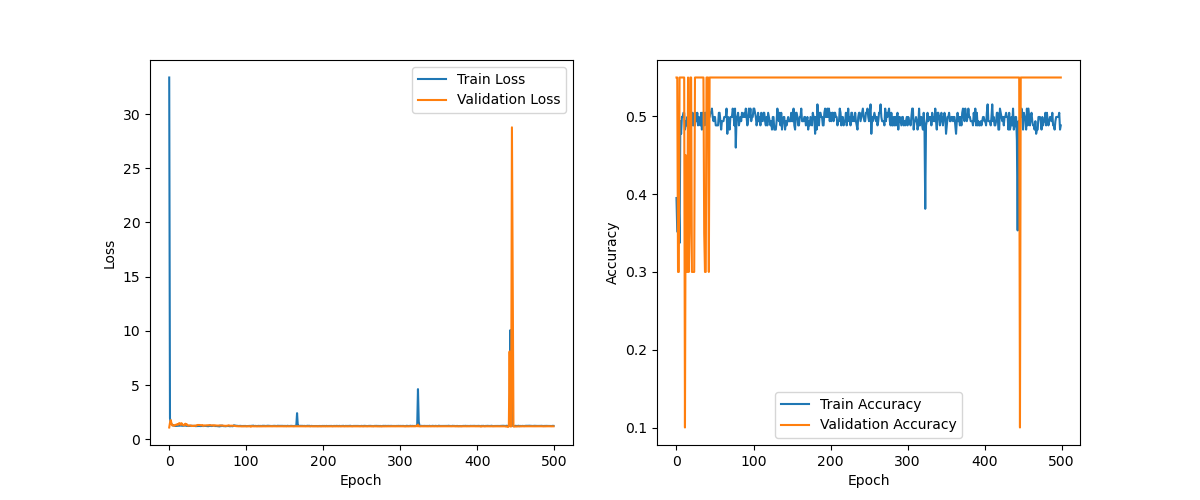 Train Loss
Validation Loss
30
25
20
15
10
5
0
Loss
0 100 200 300 400 500
Epoch
0.5
0.4
0.3
0.2
0.1
Accuracy
Train Accuracy
Validation Accuracy
0 100 200 300 400 500
Epoch